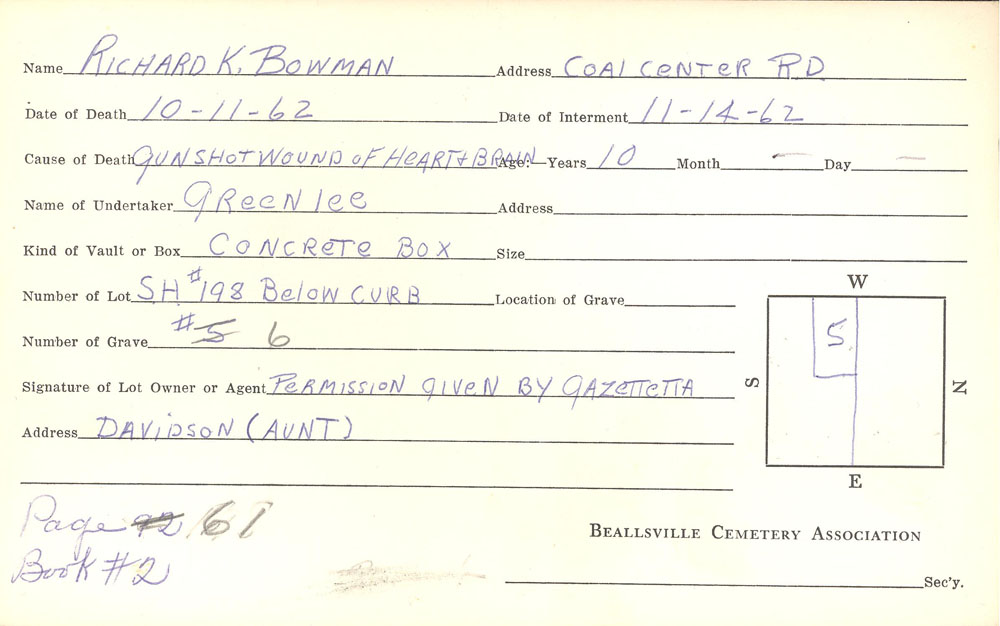 Name RICHARD K. BOWMAN Address COAL CENTER RD
Date of Death 10-11-62 Date of Interment 11-14-62
Cause of Death GUNSHOT WOUND OF HEART & BRAIN Age: Years 10 Month — Day —
Name of Undertaker GREENLEE Address
Kind of Vault or Box CONCRETE BOX Size
Number of Lot SH #198 BELOW CURB Location of Grave
Number of Grave #5 6
Signature of Lot Owner or Agent PERMISSION GIVEN BY GAZETTETTA
Address DAVIDSON (AUNT)
W
S
5
N
E
Page 92 61
Book #2
BEALLSVILLE CEMETERY ASSOCIATION
Sec'y.